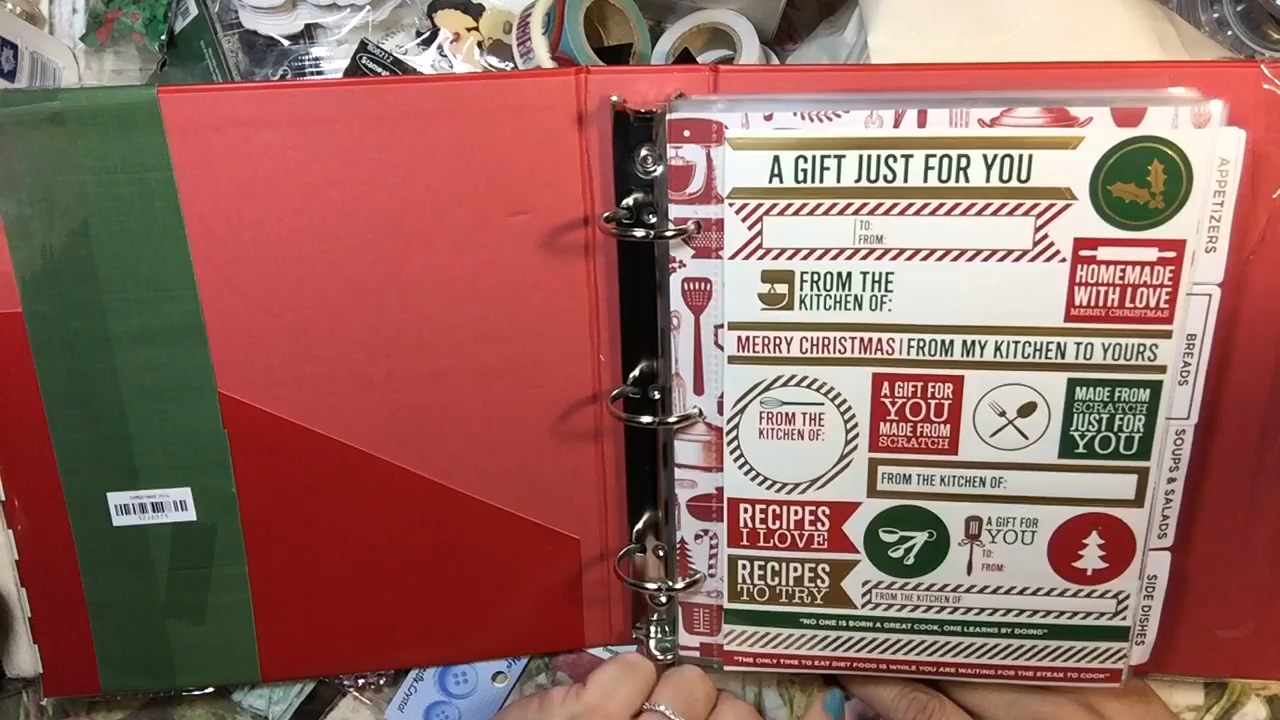 A GIFT JUST FOR YOU
TO:
FROM:
FROM THE
KITCHEN OF:
HOMEMADE
WITH LOVE
MERRY CHRISTMAS
MERRY CHRISTMAS | FROM MY KITCHEN TO YOURS
FROM THE
KITCHEN OF:
A GIFT FOR
YOU
MADE FROM
SCRATCH
MADE FROM
SCRATCH
JUST FOR
YOU
FROM THE KITCHEN OF:
RECIPES
I LOVE
A GIFT FOR
YOU
TO:
FROM:
RECIPES
TO TRY
FROM THE KITCHEN OF
"NO ONE IS BORN A GREAT COOK, ONE LEARNS BY DOING"
"THE ONLY TIME TO EAT DIET FOOD IS WHILE YOU ARE WAITING FOR THE STEAK TO COOK"
APPETIZERS
BREADS
SOUPS & SALADS
SIDE DISHES